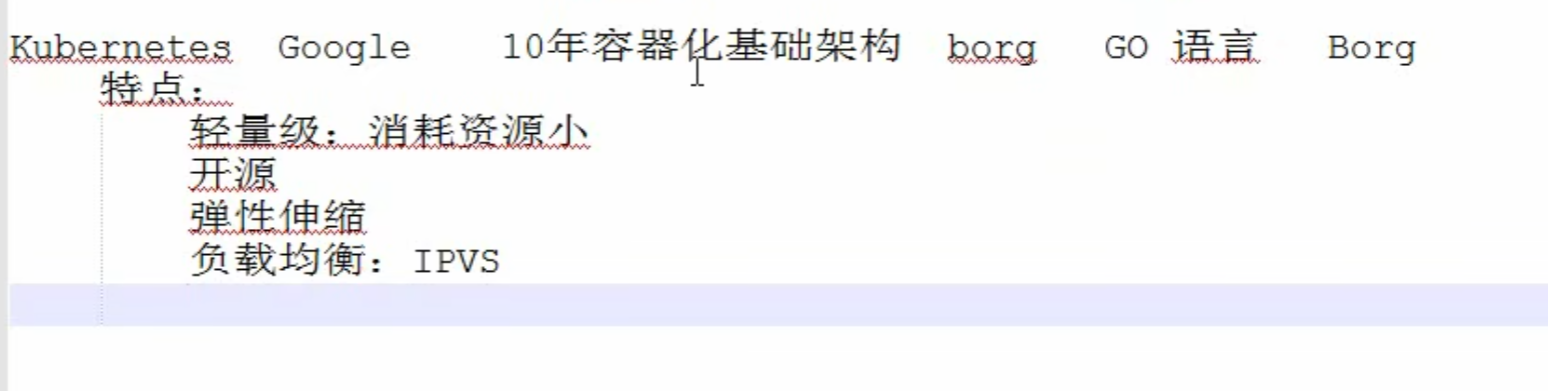 Kubernetes Google 10年容器化基础架构 borg GO 语言 Borg
特点：
轻量级：消耗资源小
开源
弹性伸缩
负载均衡：IPVS